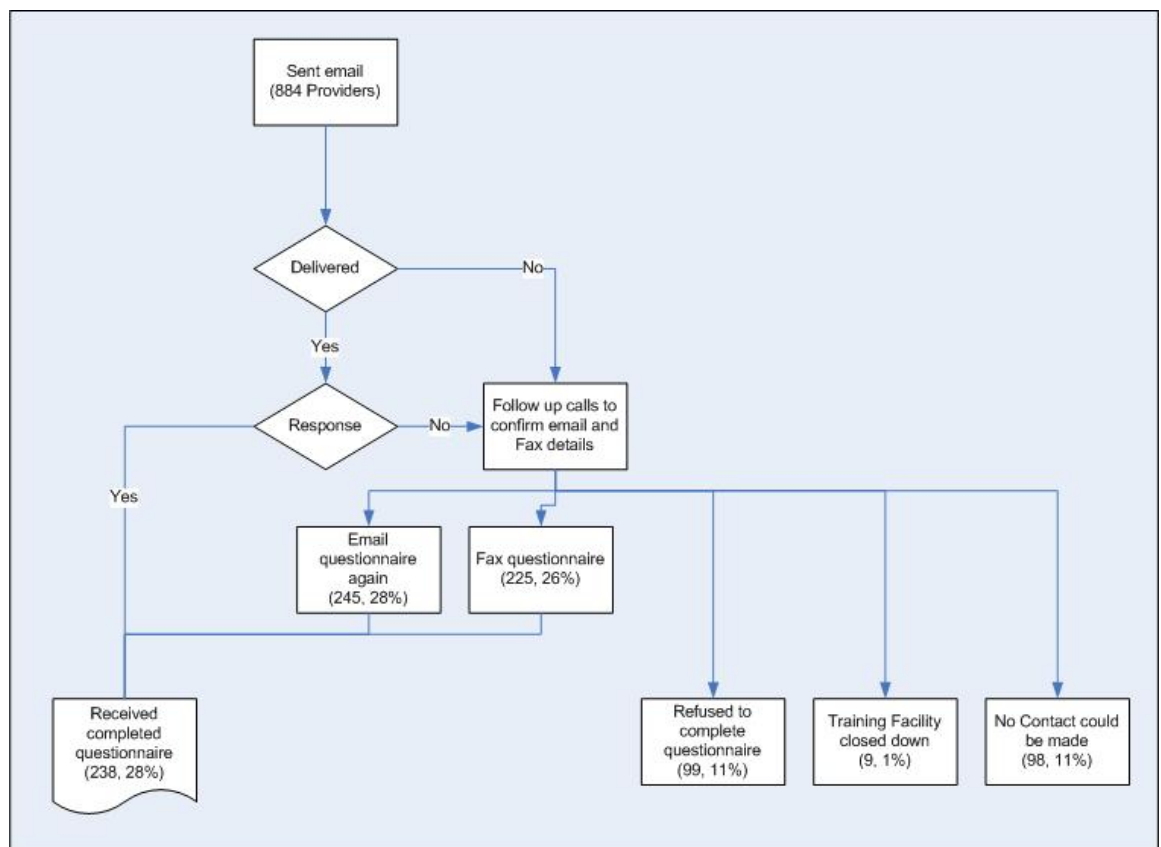 Sent email
(884 Providers)
Delivered
No
Yes
Response
No
Follow up calls to
confirm email and
Fax details
Yes
Email
questionnaire
again
(245, 28%)
Fax questionnaire
(225, 26%)
Received
completed
questionnaire
(238, 28%)
Refused to
complete
questionnaire
(99, 11%)
Training Facility
closed down
(9, 1%)
No Contact could
be made
(98, 11%)